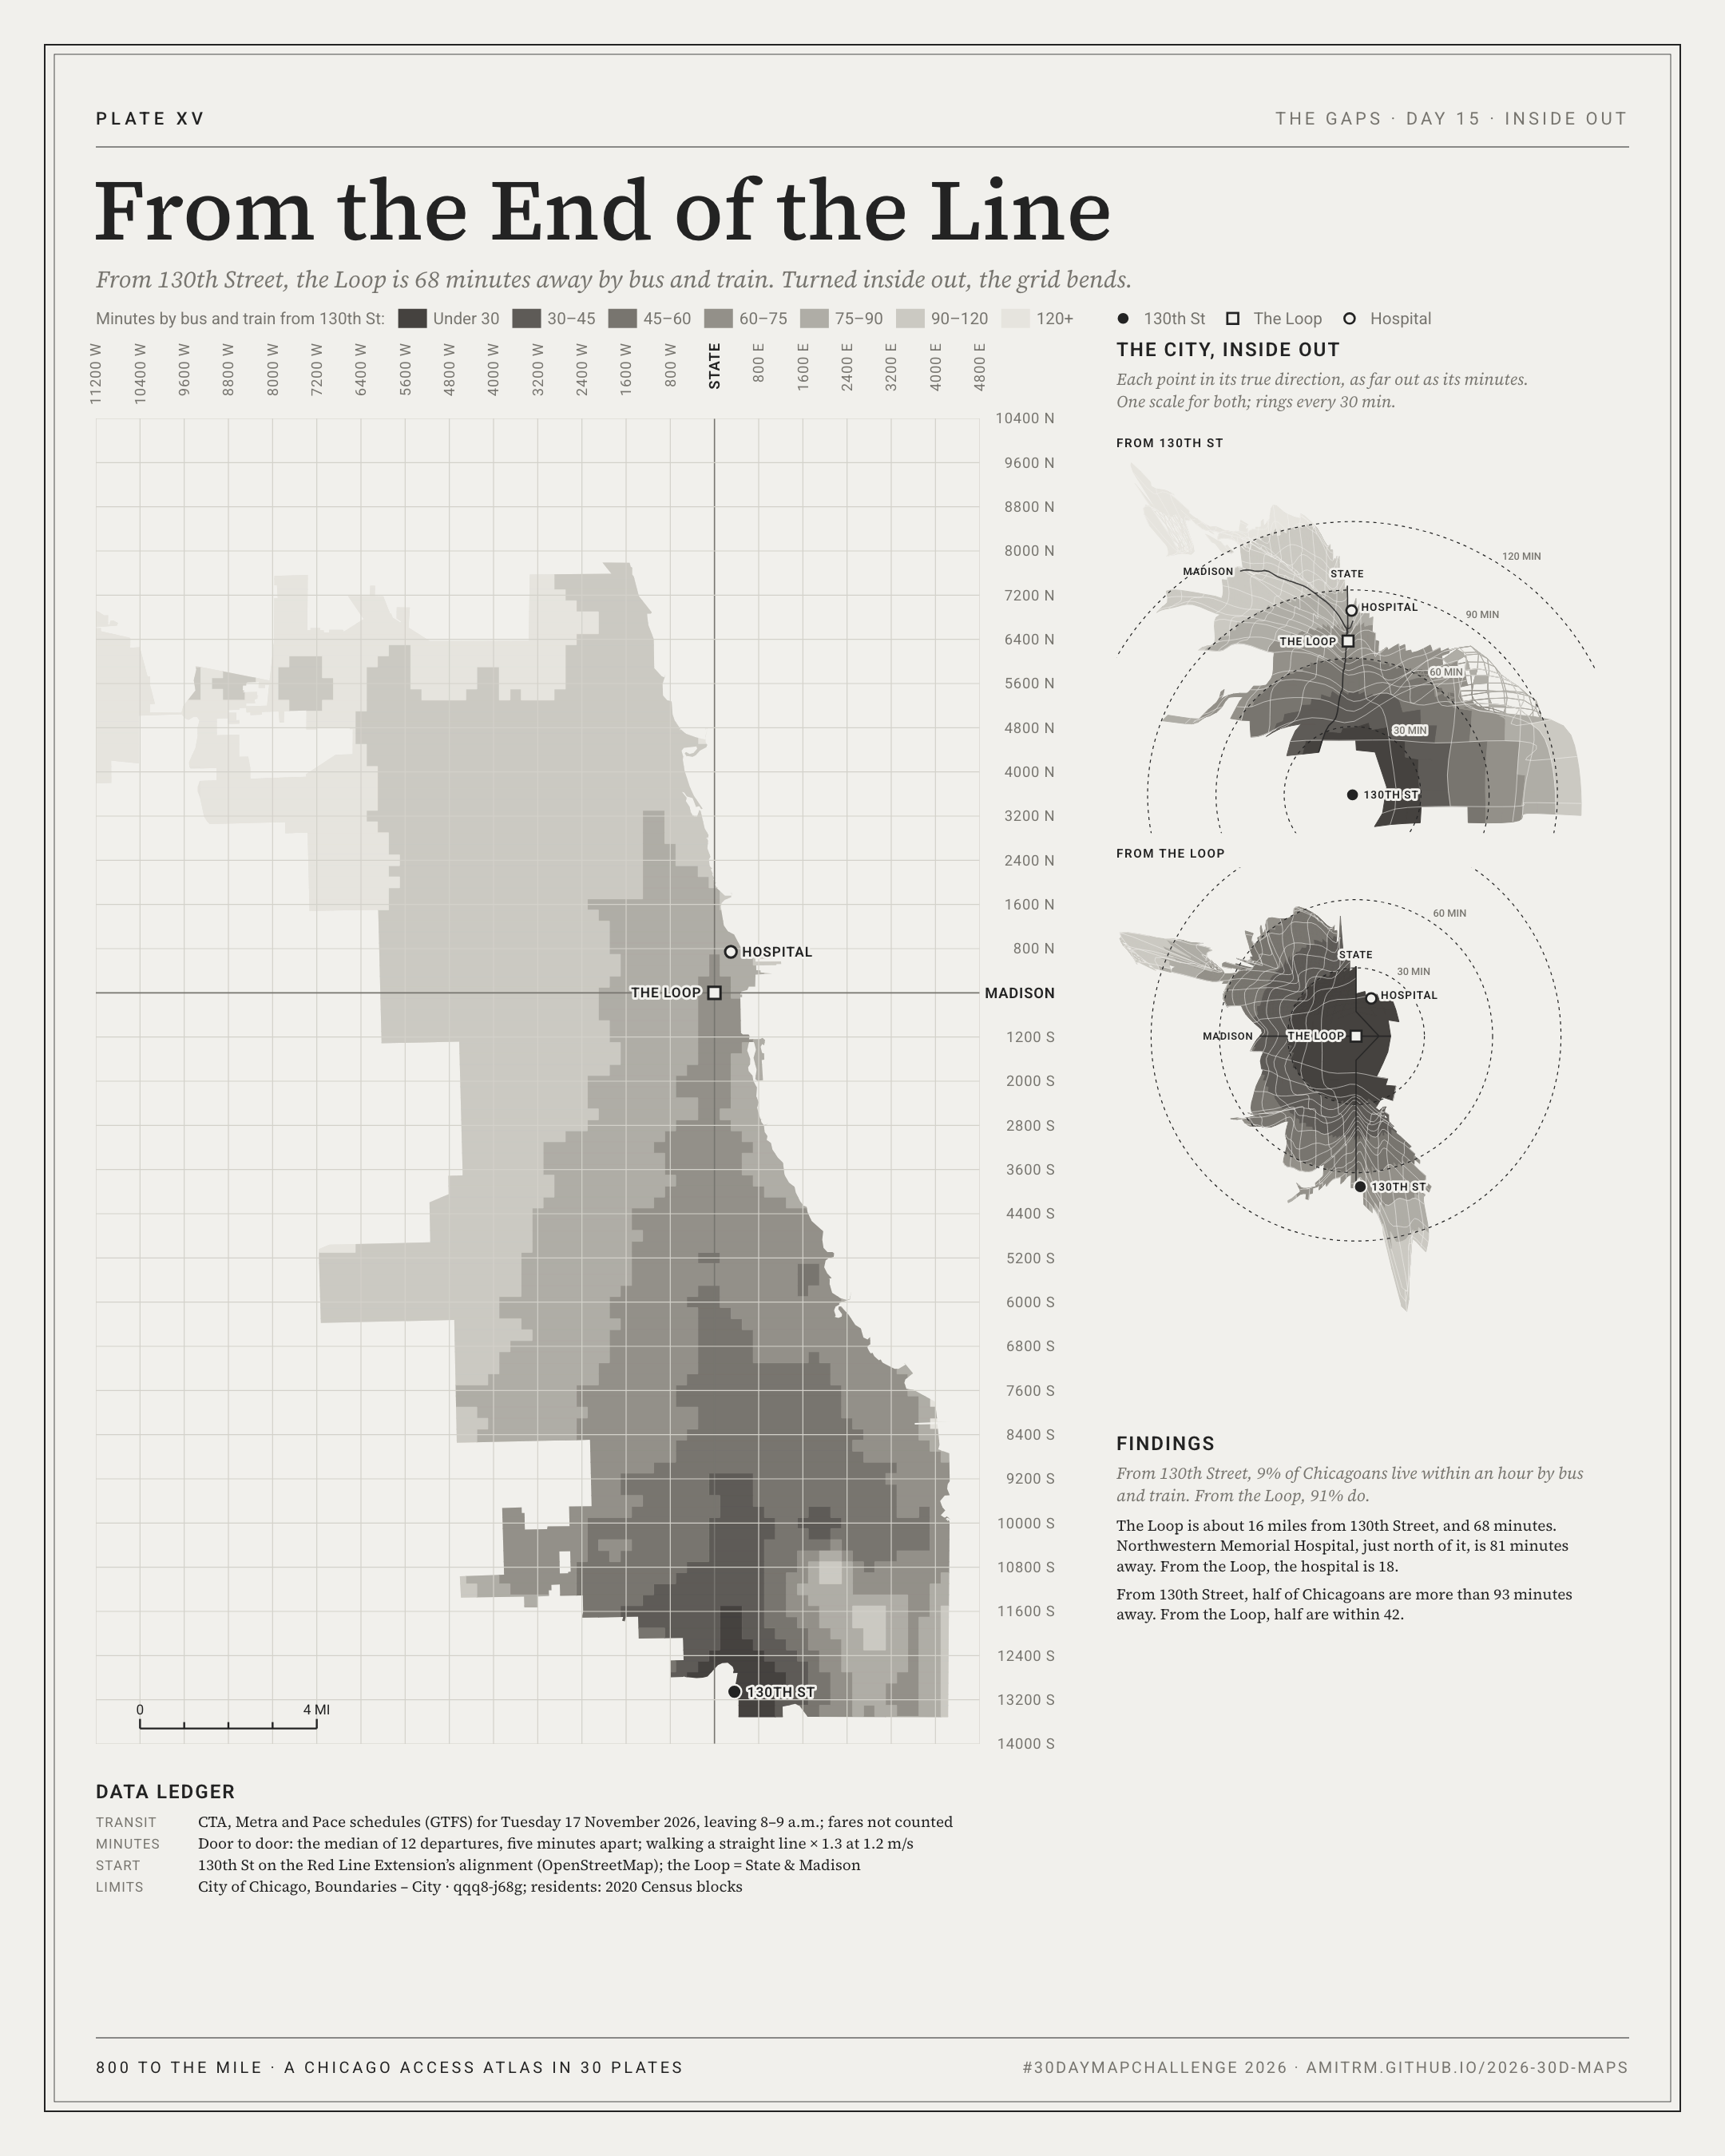 PLATE XV
THE GAPS · DAY 15 · INSIDE OUT
From the End of the Line
From 130th Street, the Loop is 68 minutes away by bus and train. Turned inside out, the grid bends.
Minutes by bus and train from 130th St: Under 30 30–45 45–60 60–75 75–90 90–120 120+
130th St The Loop Hospital
11200 W 10400 W 9600 W 8800 W 8000 W 7200 W 6400 W 5600 W 4800 W 4000 W 3200 W 2400 W 1600 W 800 W STATE 800 E 1600 E 2400 E 3200 E 4000 E 4800 E
10400 N
9600 N
8800 N
8000 N
7200 N
6400 N
5600 N
4800 N
4000 N
3200 N
2400 N
1600 N
800 N
HOSPITAL
THE LOOP
MADISON
1200 S
2000 S
2800 S
3600 S
4400 S
5200 S
6000 S
6800 S
7600 S
8400 S
9200 S
10000 S
10800 S
11600 S
12400 S
130TH ST
13200 S
14000 S
0 4 MI
THE CITY, INSIDE OUT
Each point in its true direction, as far out as its minutes.
One scale for both; rings every 30 min.
FROM 130TH ST
120 MIN
MADISON
STATE
HOSPITAL
90 MIN
THE LOOP
60 MIN
30 MIN
130TH ST
FROM THE LOOP
60 MIN
STATE
30 MIN
HOSPITAL
MADISON
THE LOOP
130TH ST
FINDINGS
From 130th Street, 9% of Chicagoans live within an hour by bus
and train. From the Loop, 91% do.
The Loop is about 16 miles from 130th Street, and 68 minutes.
Northwestern Memorial Hospital, just north of it, is 81 minutes
away. From the Loop, the hospital is 18.
From 130th Street, half of Chicagoans are more than 93 minutes
away. From the Loop, half are within 42.
DATA LEDGER
TRANSIT CTA, Metra and Pace schedules (GTFS) for Tuesday 17 November 2026, leaving 8–9 a.m.; fares not counted
MINUTES Door to door: the median of 12 departures, five minutes apart; walking a straight line × 1.3 at 1.2 m/s
START 130th St on the Red Line Extension’s alignment (OpenStreetMap); the Loop = State & Madison
LIMITS City of Chicago, Boundaries – City · qqq8-j68g; residents: 2020 Census blocks
800 TO THE MILE · A CHICAGO ACCESS ATLAS IN 30 PLATES
#30DAYMAPCHALLENGE 2026 · AMITRM.GITHUB.IO/2026-30D-MAPS